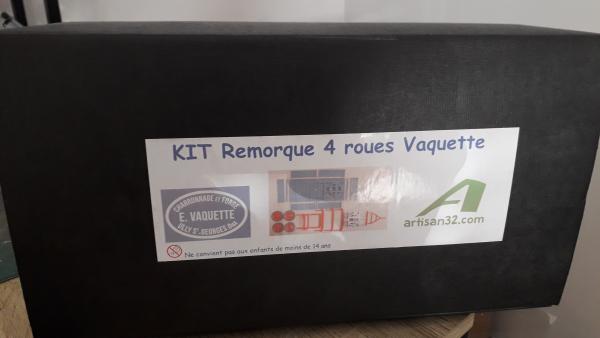 KIT Remorque 4 roues Vaquette
CHARRONNAGE ET FORGE
E. VAQUETTE
artisan32.com
Ne convient pas aux enfants de moins de 14 ans